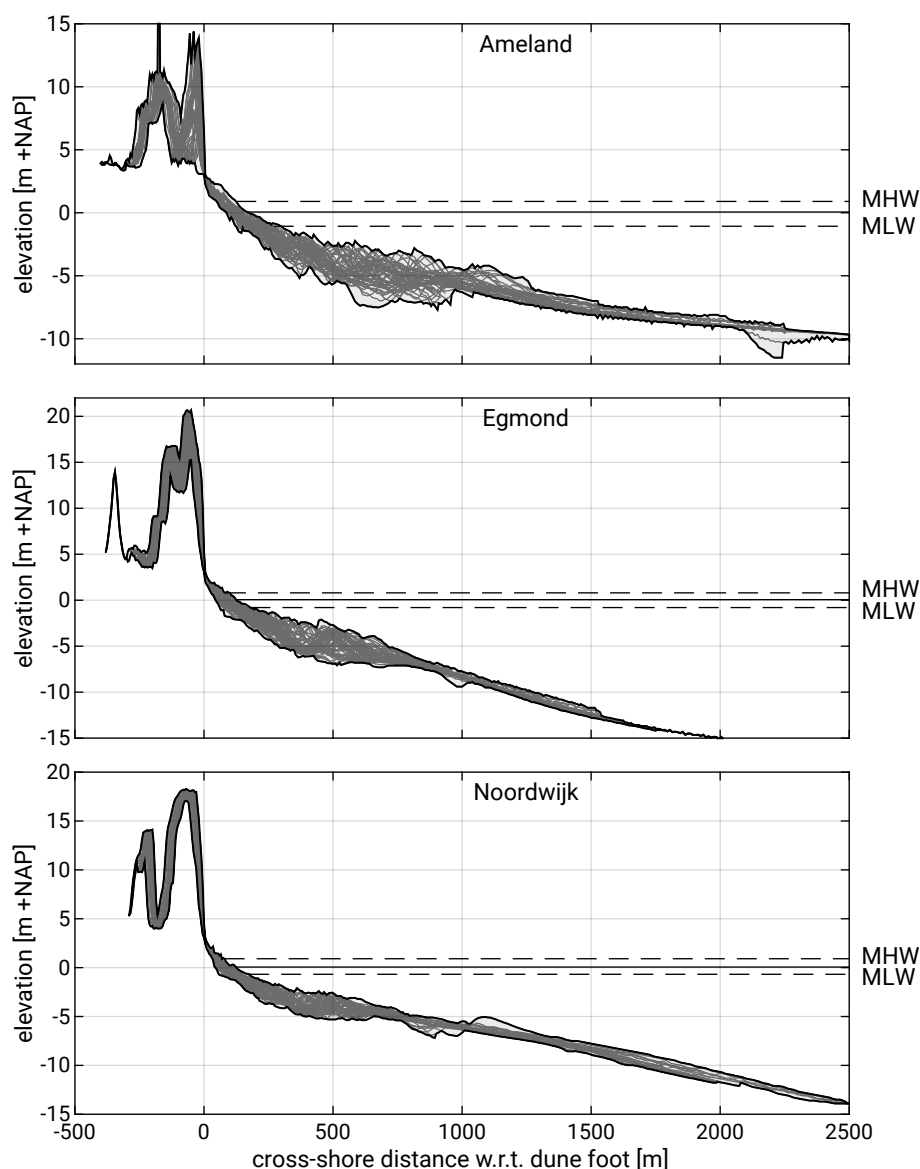 15
10
5
0
-5
-10
elevation [m +NAP]
Ameland
MHW
MLW
20
15
10
5
0
-5
-10
-15
elevation [m +NAP]
Egmond
MHW
MLW
20
15
10
5
0
-5
-10
-15
elevation [m +NAP]
Noordwijk
MHW
MLW
-500 0 500 1000 1500 2000 2500
cross-shore distance w.r.t. dune foot [m]